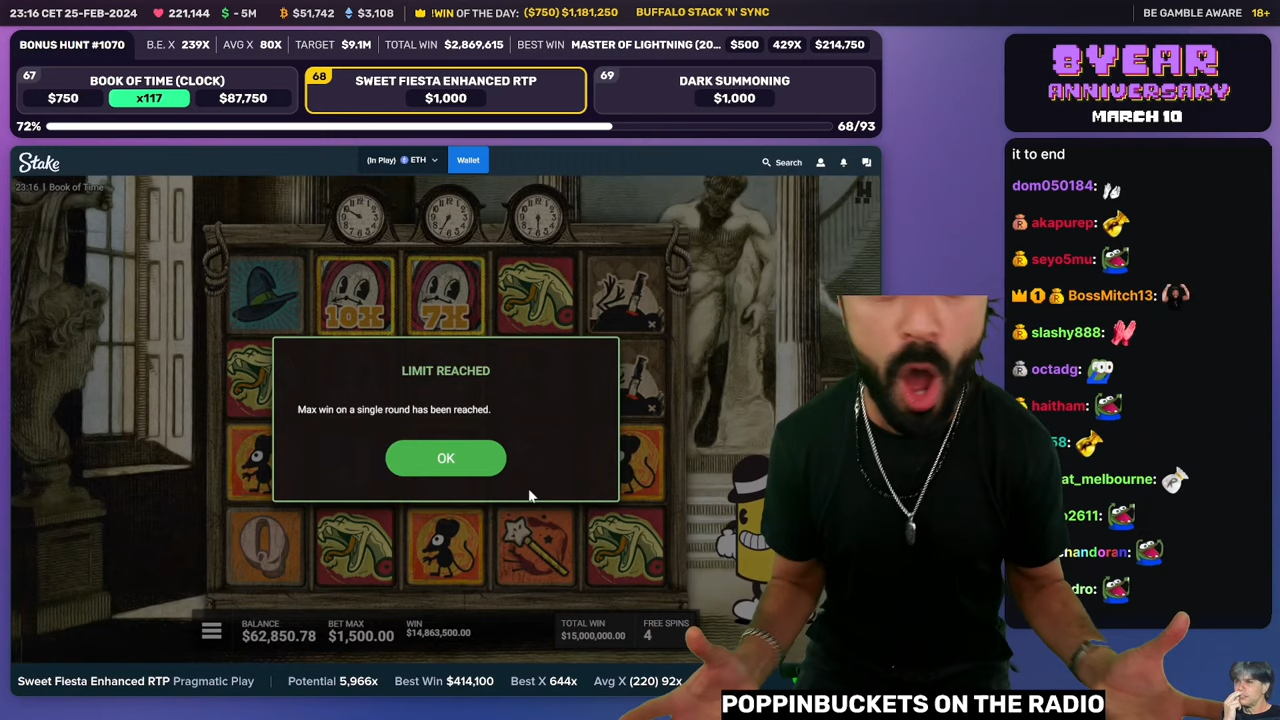 23:16 CET 25-FEB-2024
221,144
$ - 5M
$51,742
$3,108
!WIN OF THE DAY: ($750) $1,181,250
BUFFALO STACK 'N' SYNC
BE GAMBLE AWARE 18+
BONUS HUNT #1070
B.E. X 239X
AVG X 80X
TARGET $9.1M
TOTAL WIN $2,869,615
BEST WIN MASTER OF LIGHTNING (20...
$500
429X
$214,750
67
BOOK OF TIME (CLOCK)
$750
x117
$87,750
68
SWEET FIESTA ENHANCED RTP
$1,000
69
DARK SUMMONING
$1,000
72%
68/93
8YEAR
ANNIVERSARY
MARCH 10
Stake
(In Play) ETH
Wallet
Search
23:16 | Book of Time
10X
7X
LIMIT REACHED
Max win on a single round has been reached.
OK
Q
BALANCE
$62,850.78
BET MAX
$1,500.00
WIN
$14,863,500.00
TOTAL WIN
$15,000,000.00
FREE SPINS
4
Sweet Fiesta Enhanced RTP Pragmatic Play
Potential 5,966x
Best Win $414,100
Best X 644x
Avg X (220) 92x
it to end
dom050184:
akapurep:
seyo5mu:
BossMitch13:
slashy888:
octadg:
haitham:
58:
at_melbourne:
o2611:
chandoran:
dro:
POPPINBUCKETS ON THE RADIO